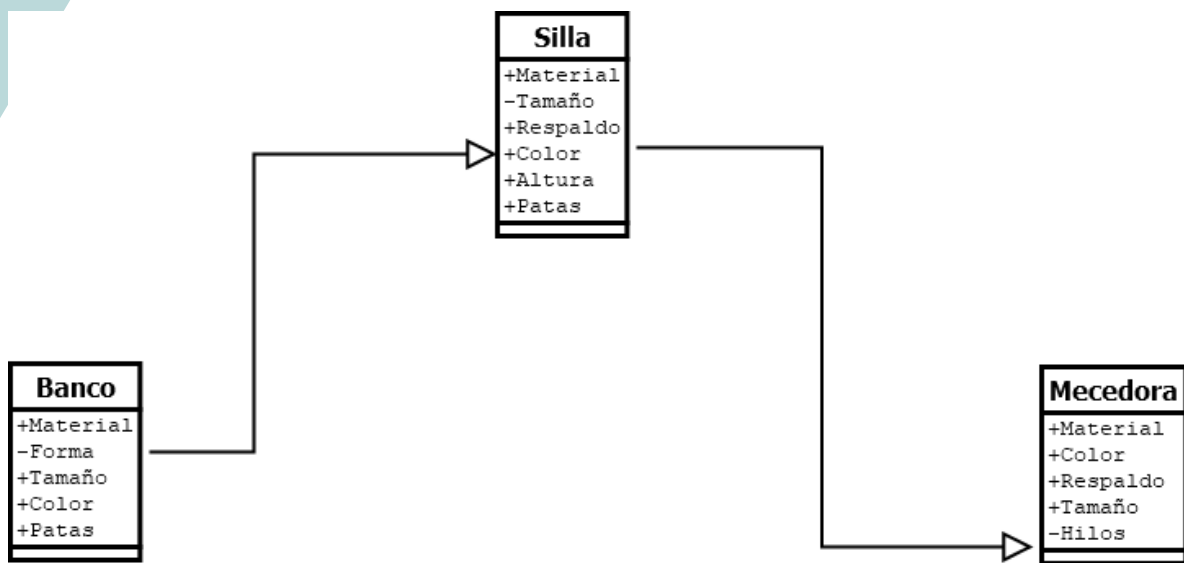 Silla
+Material
-Tamaño
+Respaldo
+Color
+Altura
+Patas
Banco
+Material
-Forma
+Tamaño
+Color
+Patas
Mecedora
+Material
+Color
+Respaldo
+Tamaño
-Hilos